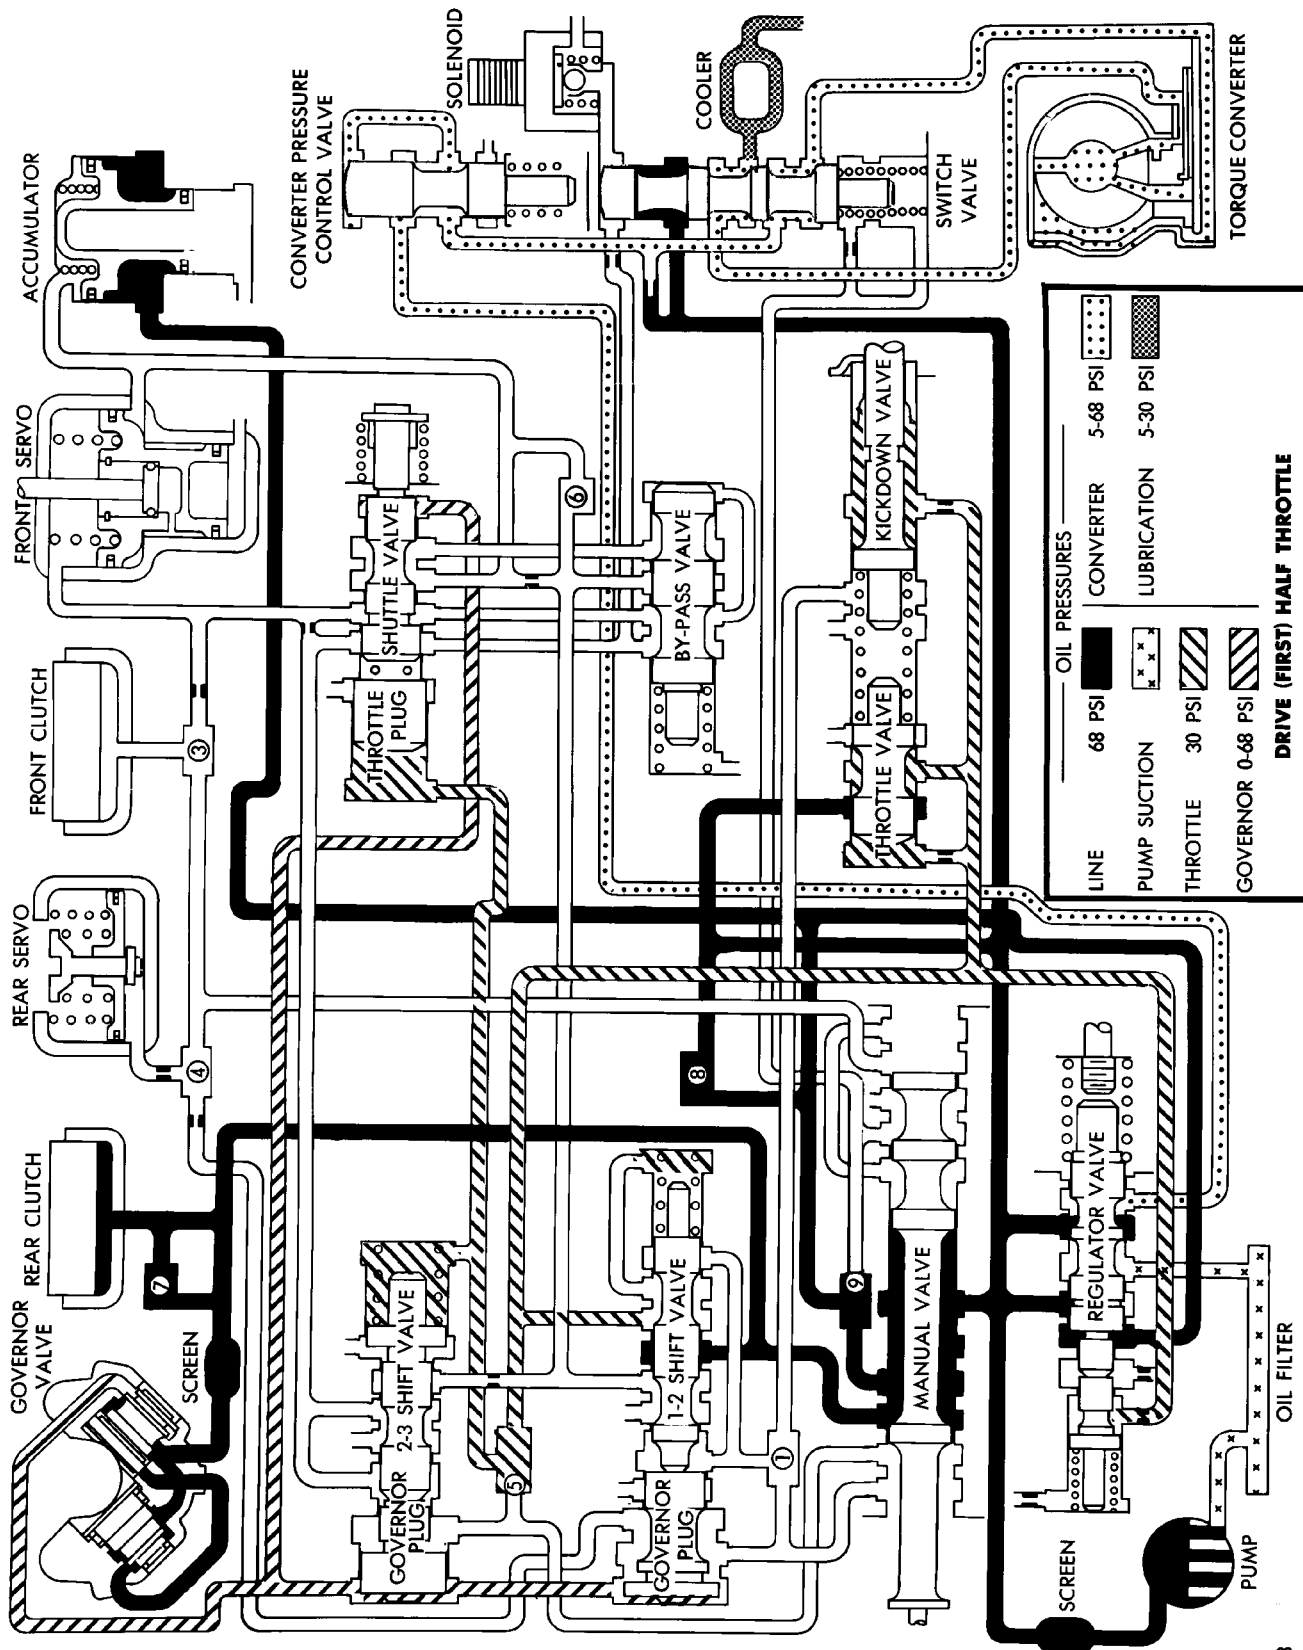 GOVERNOR
VALVE
REAR CLUTCH
REAR SERVO
FRONT CLUTCH
FRONT SERVO
ACCUMULATOR
SCREEN
7
4
3
CONVERTER PRESSURE
CONTROL VALVE
GOVERNOR
PLUG
2-3 SHIFT VALVE
THROTTLE
PLUG
SHUTTLE VALVE
SOLENOID
5
6
GOVERNOR
PLUG
1-2 SHIFT VALVE
8
BY-PASS VALVE
COOLER
1
9
THROTTLE VALVE
KICKDOWN VALVE
MANUAL VALVE
SWITCH
VALVE
SCREEN
REGULATOR VALVE
OIL PRESSURES
LINE 68 PSI
CONVERTER 5-68 PSI
PUMP SUCTION
LUBRICATION 5-30 PSI
THROTTLE 30 PSI
GOVERNOR 0-68 PSI
TORQUE CONVERTER
PUMP
OIL FILTER
DRIVE (FIRST) HALF THROTTLE